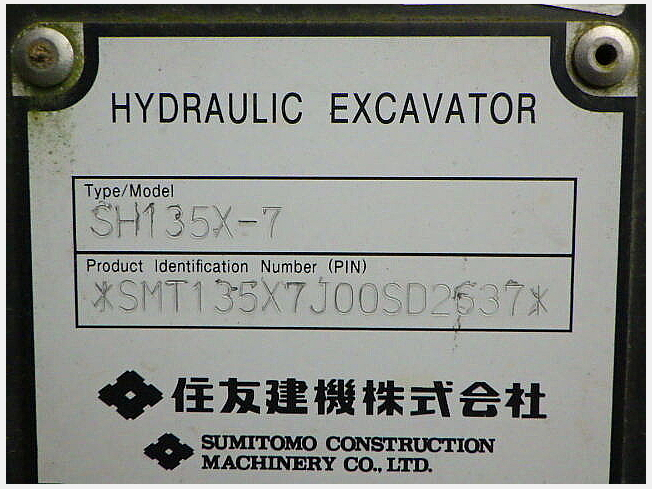 HYDRAULIC EXCAVATOR
Type/Model
SH135X-7
Product Identification Number (PIN)
*SMT135X7J00SD2637*
住友建機株式会社
SUMITOMO CONSTRUCTION
MACHINERY CO., LTD.